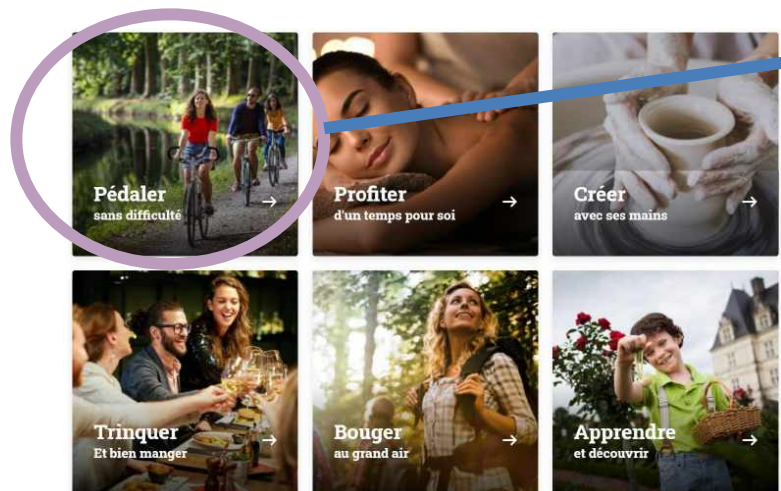 Pédaler
sans difficulté
Profiter
d'un temps pour soi
Créer
avec ses mains
Trinquer
Et bien manger
Bouger
au grand air
Apprendre
et découvrir